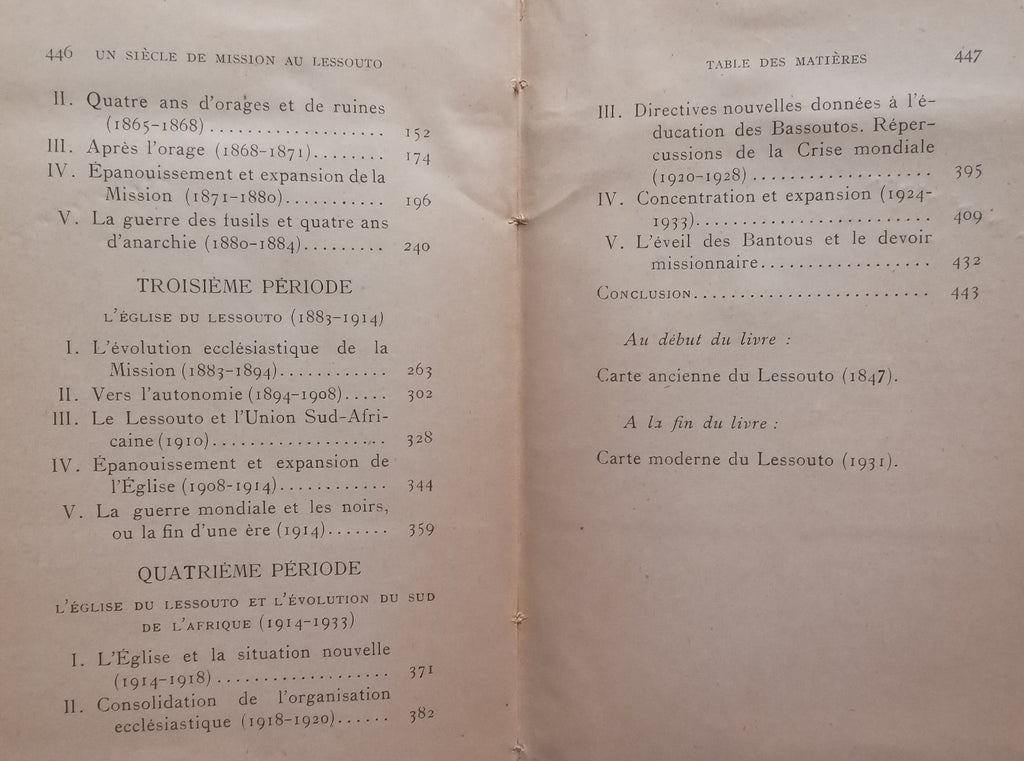 446 UN SIÈCLE DE MISSION AU LESSOUTO
II. Quatre ans d'orages et de ruines
(1865-1868) .................. 152
III. Après l'orage (1868-1871)........ 174
IV. Épanouissement et expansion de la
Mission (1871-1880)........... 196
V. La guerre des fusils et quatre ans
d'anarchie (1880-1884)......... 240
TROISIÈME PÉRIODE
L'ÉGLISE DU LESSOUTO (1883-1914)
I. L'évolution ecclésiastique de la
Mission (1883-1894)............ 263
II. Vers l'autonomie (1894-1908)..... 302
III. Le Lessouto et l'Union Sud-Afri-
caine (1910)................... 328
IV. Épanouissement et expansion de
l'Église (1908-1914)............ 344
V. La guerre mondiale et les noirs,
ou la fin d'une ère (1914)....... 359
QUATRIÈME PÉRIODE
L'ÉGLISE DU LESSOUTO ET L'ÉVOLUTION DU SUD
DE L'AFRIQUE (1914-1933)
I. L'Église et la situation nouvelle
(1914-1918) ................... 371
II. Consolidation de l'organisation
ecclésiastique (1918-1920)...... 382
TABLE DES MATIÈRES 447
III. Directives nouvelles données à l'é-
ducation des Bassoutos. Réper-
cussions de la Crise mondiale
(1920-1928) ................... 395
IV. Concentration et expansion (1924-
1933)......................... 409
V. L'éveil des Bantous et le devoir
missionnaire.................. 432
CONCLUSION......................... 443
Au début du livre :
Carte ancienne du Lessouto (1847).
A la fin du livre :
Carte moderne du Lessouto (1931).